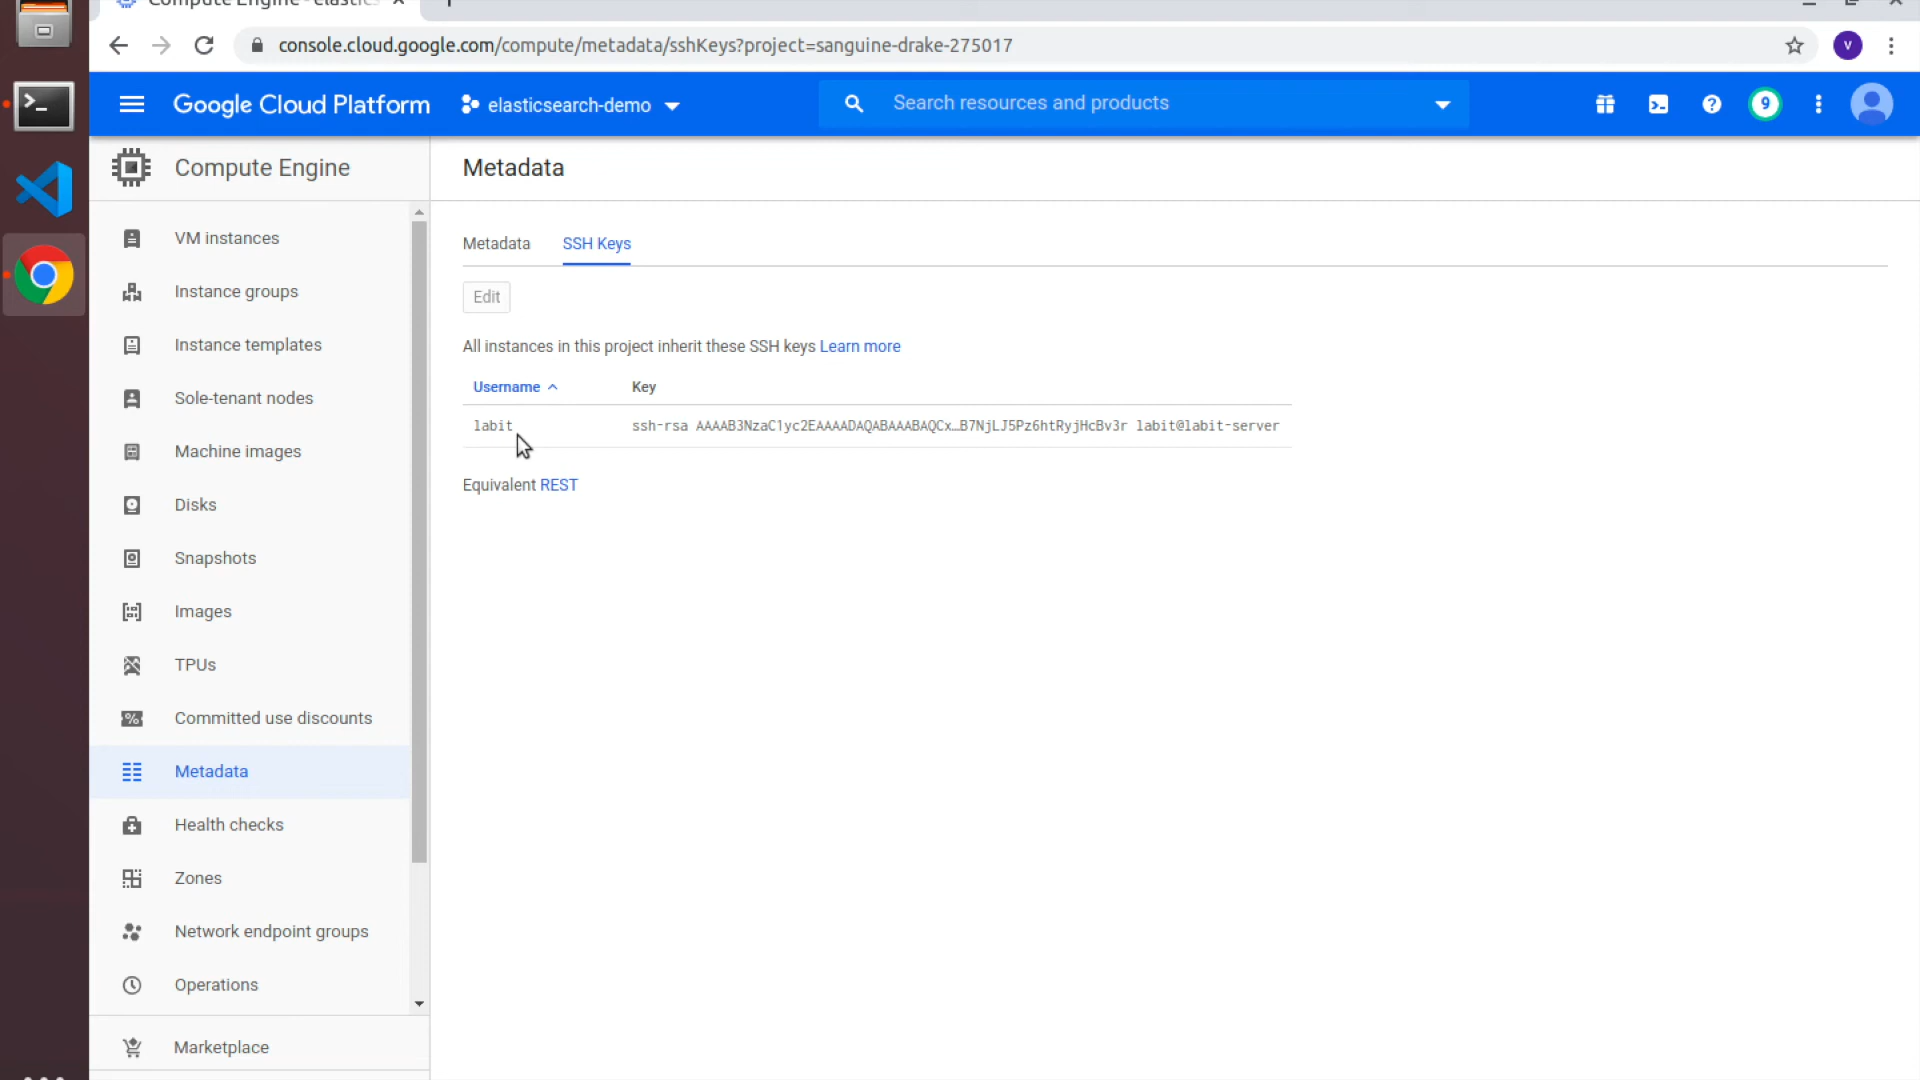 Compute Engine - elastics
console.cloud.google.com/compute/metadata/sshKeys?project=sanguine-drake-275017
V
Google Cloud Platform
elasticsearch-demo
Search resources and products
9
Compute Engine
Metadata
VM instances
Instance groups
Instance templates
Sole-tenant nodes
Machine images
Disks
Snapshots
Images
TPUs
Committed use discounts
Metadata
Health checks
Zones
Network endpoint groups
Operations
Marketplace
Metadata SSH Keys
Edit
All instances in this project inherit these SSH keys Learn more
Username Key
labit ssh-rsa AAAAB3NzaC1yc2EAAAADAQABAAABAQCx…B7NjLJ5Pz6htRyjHcBv3r labit@labit-server
Equivalent REST